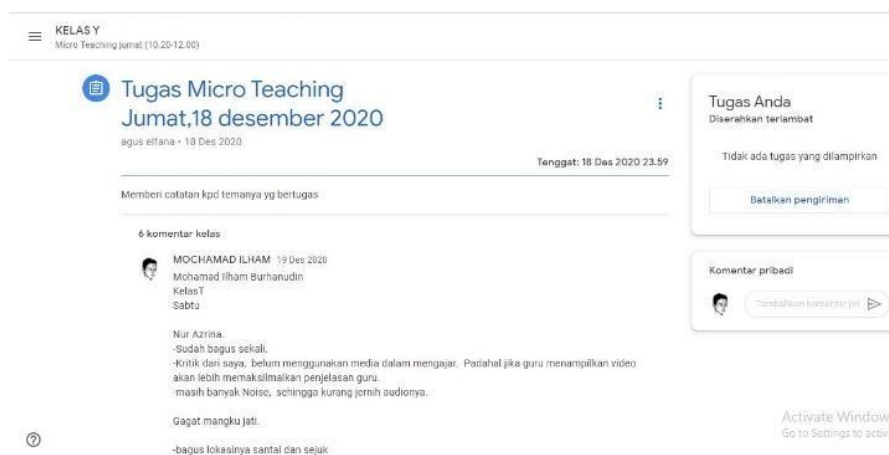 KELAS Y
Micro Teaching jumat (10.20-12.00)
Tugas Micro Teaching
Jumat,18 desember 2020
agus elfana • 18 Des 2020
Tenggat: 18 Des 2020 23.59
Memberi catatan kpd temanya yg bertugas
6 komentar kelas
MOCHAMAD ILHAM 19 Des 2020
Mohamad Ilham Burhanudin
KelasT
Sabtu
Nur Azrina.
-Sudah bagus sekali.
-Kritik dari saya, belum menggunakan media dalam mengajar. Padahal jika guru menampilkan video
akan lebih memaksilmalkan penjelasan guru.
-masih banyak Noise, sehingga kurang jernih audionya.
Gagat mangku jati.
-bagus lokasinya santai dan sejuk
Tugas Anda
Diserahkan terlambat
Tidak ada tugas yang dilampirkan
Batalkan pengiriman
Komentar pribadi
Tambahkan komentar pri
Activate Window
Go to Settings to activ